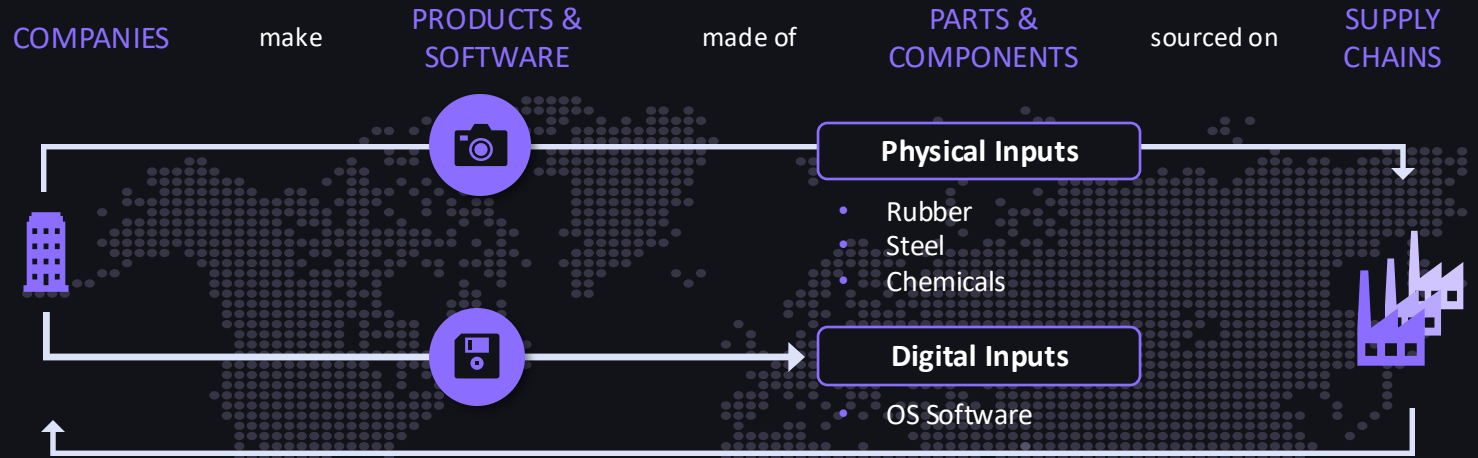 COMPANIES
make
PRODUCTS &
SOFTWARE
made of
PARTS &
COMPONENTS
sourced on
SUPPLY
CHAINS
Physical Inputs
• Rubber
• Steel
• Chemicals
Digital Inputs
• OS Software